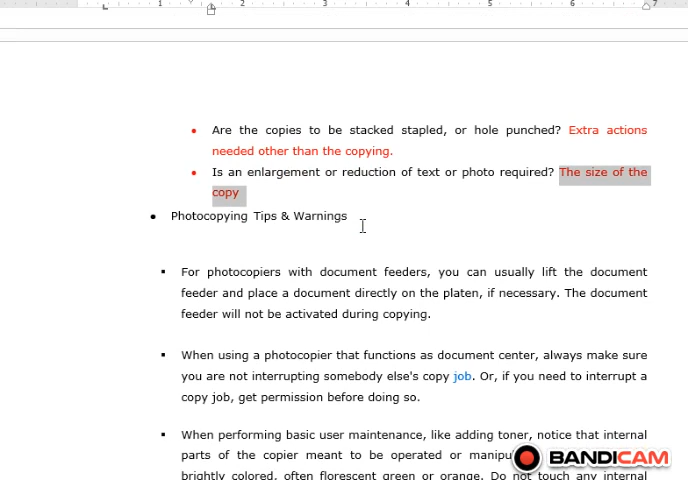 1 2 3 4 5 6 7
• Are the copies to be stacked stapled, or hole punched? Extra actions
needed other than the copying.
• Is an enlargement or reduction of text or photo required? The size of the
copy
• Photocopying Tips & Warnings
▪ For photocopiers with document feeders, you can usually lift the document
feeder and place a document directly on the platen, if necessary. The document
feeder will not be activated during copying.
▪ When using a photocopier that functions as document center, always make sure
you are not interrupting somebody else's copy job. Or, if you need to interrupt a
copy job, get permission before doing so.
▪ When performing basic user maintenance, like adding toner, notice that internal
parts of the copier meant to be operated or
brightly colored, often florescent green or orange. Do not touch any internal
BANDICAM